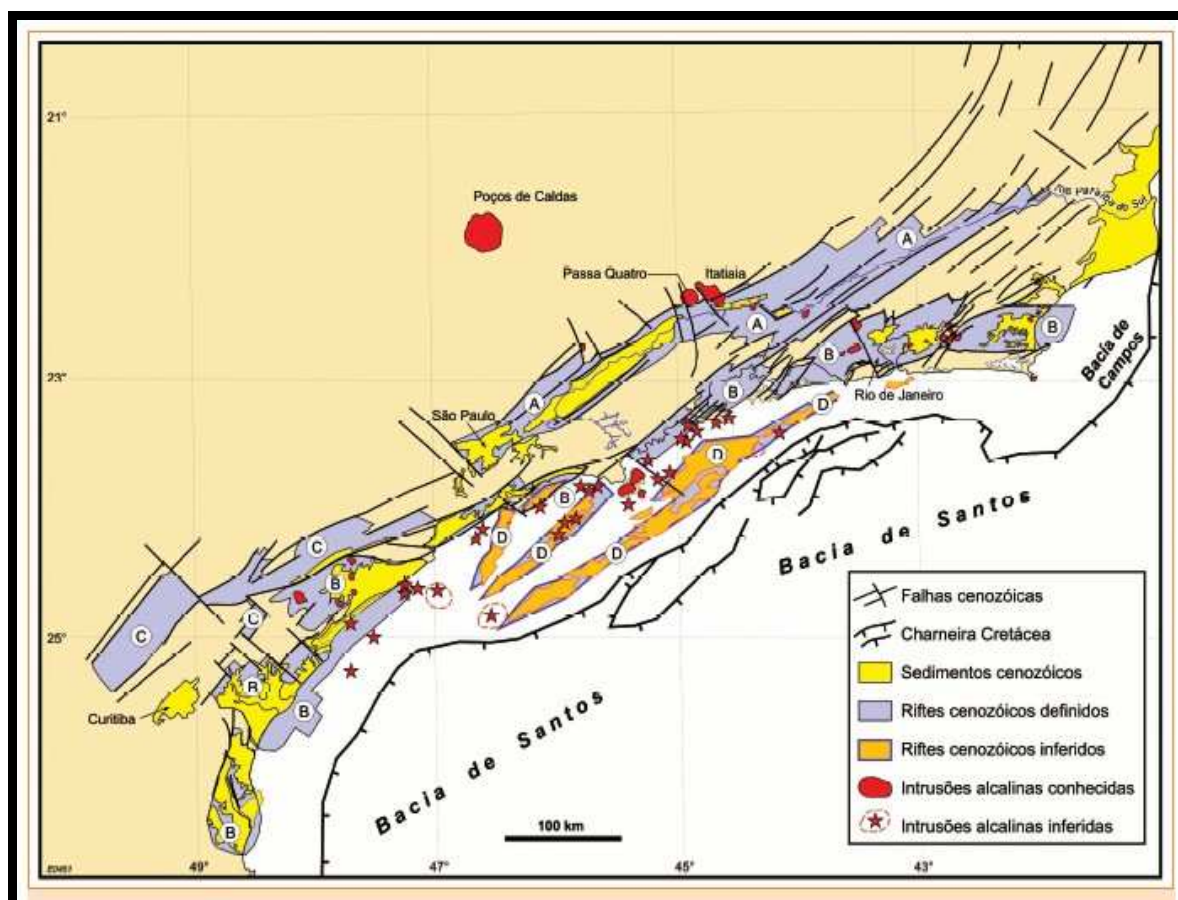 21°
Poços de Caldas
Rio Paraíba do Sul
A
Passa Quatro
Itatiaia
A
B
B
Bacia de
Campos
23°
B
A
Rio de Janeiro
São Paulo
D
D
B
D
D
D
Bacia de Santos
C
B
C
C
25°
B
B
Curitiba
Bacia de Santos
B
100 km
49°
47°
45°
43°
Falhas cenozóicas
Charneira Cretácea
Sedimentos cenozóicos
Riftes cenozóicos definidos
Riftes cenozóicos inferidos
Intrusões alcalinas conhecidas
Intrusões alcalinas inferidas